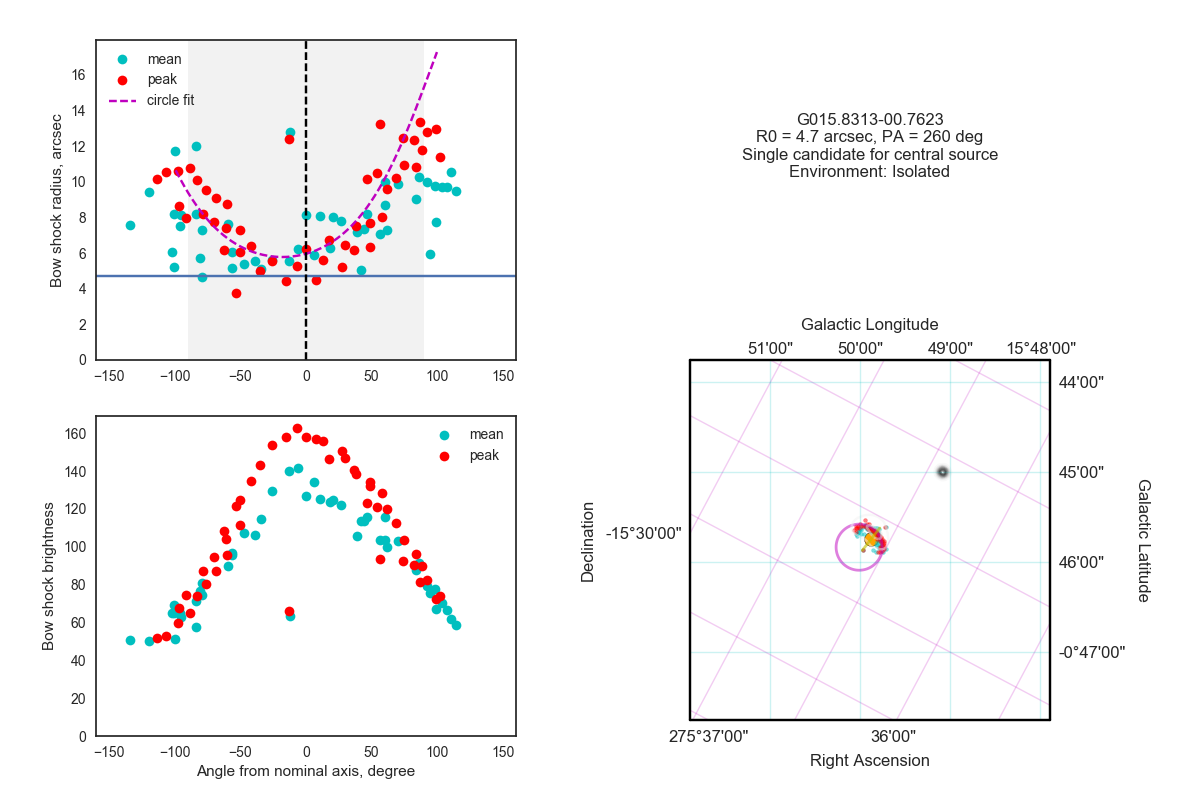 Bow shock radius, arcsec
16
14
12
10
8
6
4
2
0
mean
peak
circle fit
−150
−100
−50
0
50
100
150
G015.8313-00.7623
R0 = 4.7 arcsec, PA = 260 deg
Single candidate for central source
Environment: Isolated
Bow shock brightness
160
140
120
100
80
60
40
20
0
mean
peak
−150
−100
−50
0
50
100
150
Angle from nominal axis, degree
Galactic Longitude
51'00"
50'00"
49'00"
15°48'00"
44'00"
45'00"
46'00"
-0°47'00"
Galactic Latitude
Declination
-15°30'00"
275°37'00"
36'00"
Right Ascension